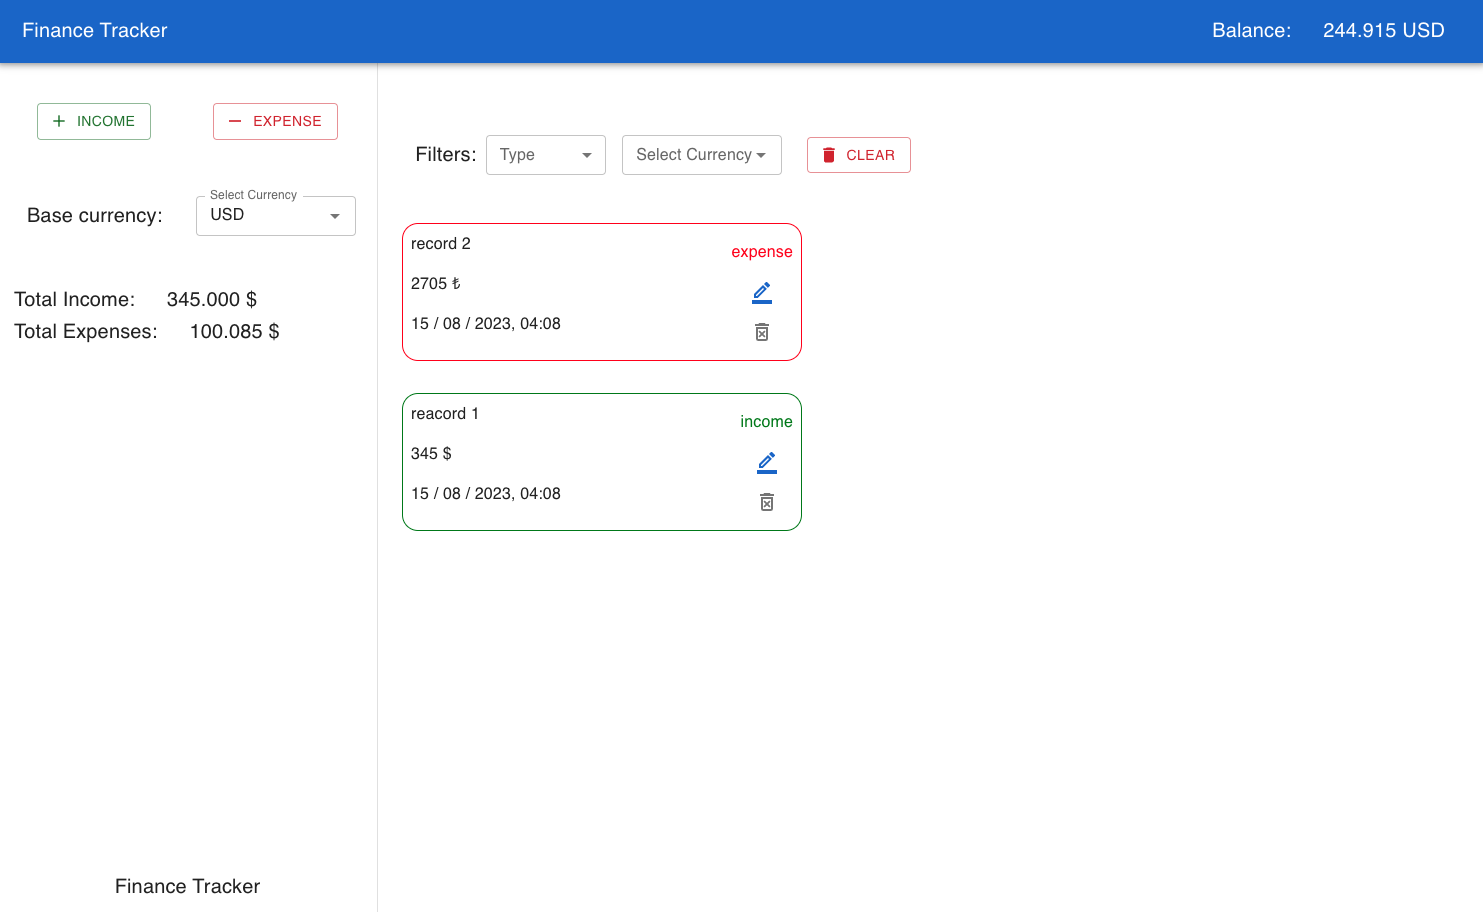 Finance Tracker
Balance: 244.915 USD
INCOME
EXPENSE
Select Currency
Base currency: USD
Total Income: 345.000 $
Total Expenses: 100.085 $
Finance Tracker
Filters: Type Select Currency CLEAR
record 2
expense
2705 ₺
15 / 08 / 2023, 04:08
reacord 1
income
345 $
15 / 08 / 2023, 04:08